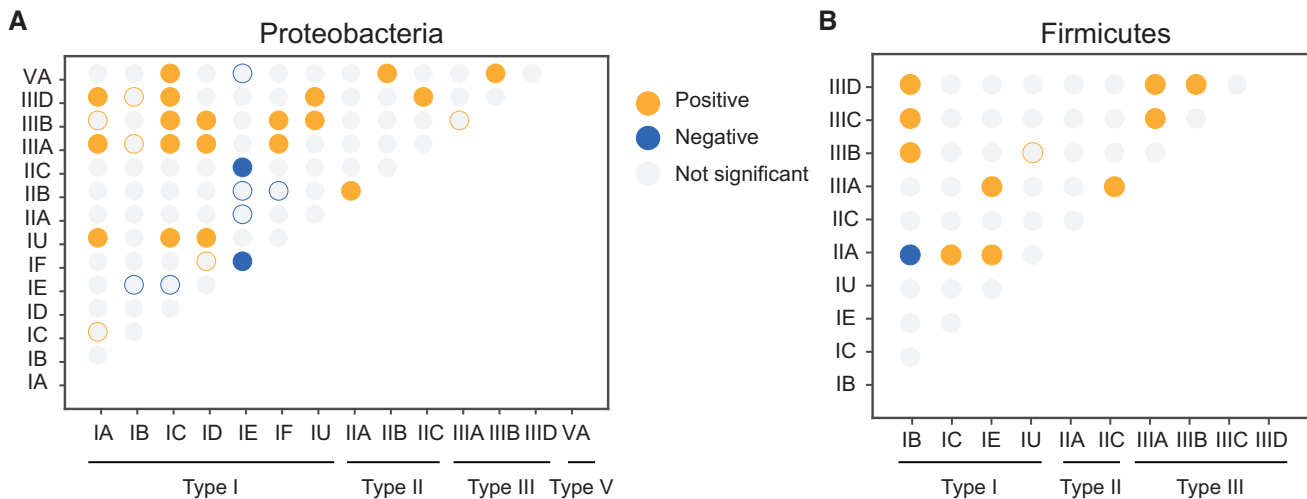 A
Proteobacteria
VA
IIID
IIIB
IIIA
IIC
IIB
IIA
IU
IF
IE
ID
IC
IB
IA
IA IB IC ID IE IF IU IIA IIB IIC IIIA IIIB IIID VA
Type I Type II Type III Type V
Positive
Negative
Not significant
B
Firmicutes
IIID
IIIC
IIIB
IIIA
IIC
IIA
IU
IE
IC
IB
IB IC IE IU IIA IIC IIIA IIIB IIIC IIID
Type I Type II Type III